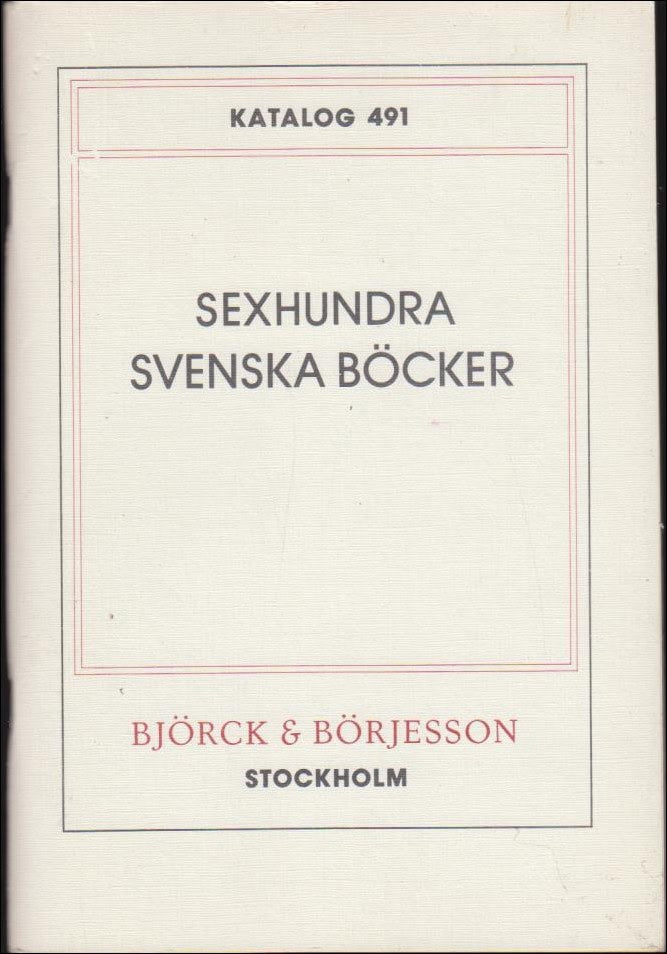 KATALOG 491
SEXHUNDRA
SVENSKA BÖCKER
BJÖRCK & BÖRJESSON
STOCKHOLM